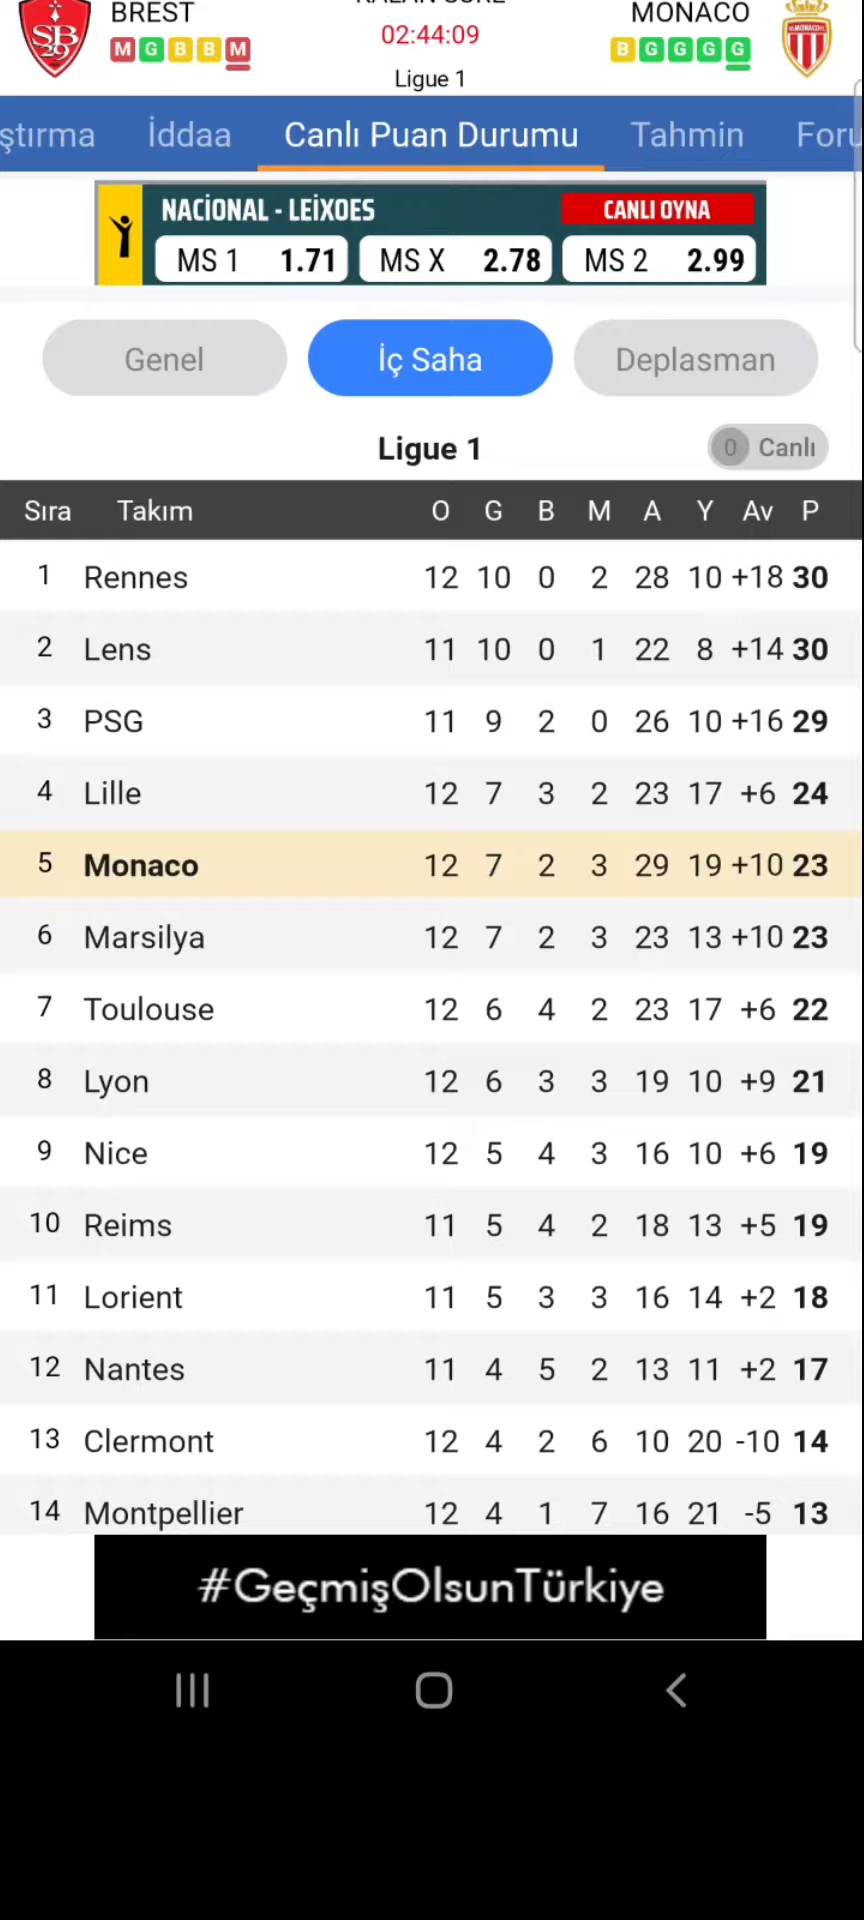 BREST
MONACO
M G B B M
02:44:09
B G G G G
Ligue 1
ştırma İddaa Canlı Puan Durumu Tahmin Foru
NACİONAL - LEİXOES CANLI OYNA
MS 1 1.71 MS X 2.78 MS 2 2.99
Genel İç Saha Deplasman
Ligue 1 0 Canlı
Sıra Takım O G B M A Y Av P
1 Rennes 12 10 0 2 28 10 +18 30
2 Lens 11 10 0 1 22 8 +14 30
3 PSG 11 9 2 0 26 10 +16 29
4 Lille 12 7 3 2 23 17 +6 24
5 Monaco 12 7 2 3 29 19 +10 23
6 Marsilya 12 7 2 3 23 13 +10 23
7 Toulouse 12 6 4 2 23 17 +6 22
8 Lyon 12 6 3 3 19 10 +9 21
9 Nice 12 5 4 3 16 10 +6 19
10 Reims 11 5 4 2 18 13 +5 19
11 Lorient 11 5 3 3 16 14 +2 18
12 Nantes 11 4 5 2 13 11 +2 17
13 Clermont 12 4 2 6 10 20 -10 14
14 Montpellier 12 4 1 7 16 21 -5 13
#GeçmişOlsunTürkiye